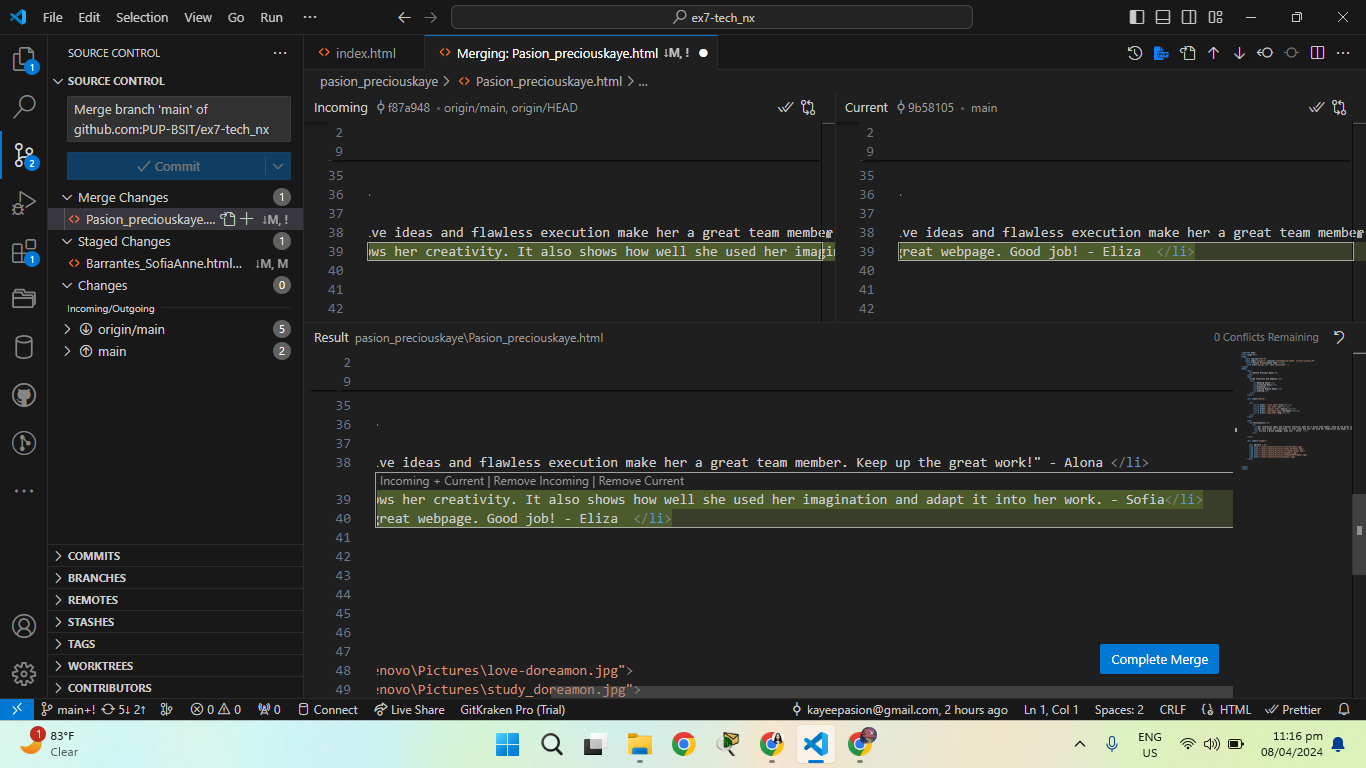 File Edit Selection View Go Run ··· ex7-tech_nx
SOURCE CONTROL ···
SOURCE CONTROL
Merge branch 'main' of
github.com:PUP-BSIT/ex7-tech_nx
Commit
Merge Changes 1
Pasion_preciouskaye.... ↓M, !
Staged Changes 1
Barrantes_SofiaAnne.html... ↓M, M
Changes 0
Incoming/Outgoing
origin/main 5
main 2
COMMITS
BRANCHES
REMOTES
STASHES
TAGS
WORKTREES
CONTRIBUTORS
1
2
1
index.html Merging: Pasion_preciouskaye.html ↓M, !
pasion_preciouskaye > Pasion_preciouskaye.html > ...
Incoming f87a948 • origin/main, origin/HEAD
2
9
35
36
37
38 ve ideas and flawless execution make her a great team member
39 ws her creativity. It also shows how well she used her imagin
40
41
42
Current 9b58105 • main
2
9
35
36
37
38 ve ideas and flawless execution make her a great team member
39 great webpage. Good job! - Eliza </li>
40
41
42
Result pasion_preciouskaye\Pasion_preciouskaye.html 0 Conflicts Remaining
2
9
35
36
37
38 ve ideas and flawless execution make her a great team member. Keep up the great work!" - Alona </li>
Incoming + Current | Remove Incoming | Remove Current
39 ws her creativity. It also shows how well she used her imagination and adapt it into her work. - Sofia</li>
40 great webpage. Good job! - Eliza </li>
41
42
43
44
45
46
47
48 enovo\Pictures\love-doreamon.jpg">
49 enovo\Pictures\study_doreamon.jpg">
Complete Merge
main+! 5↓ 2↑ 0 0 0 Connect Live Share GitKraken Pro (Trial) kayeepasion@gmail.com, 2 hours ago Ln 1, Col 1 Spaces: 2 CRLF HTML Prettier
1
83°F
Clear
ENG
US
11:16 pm
08/04/2024